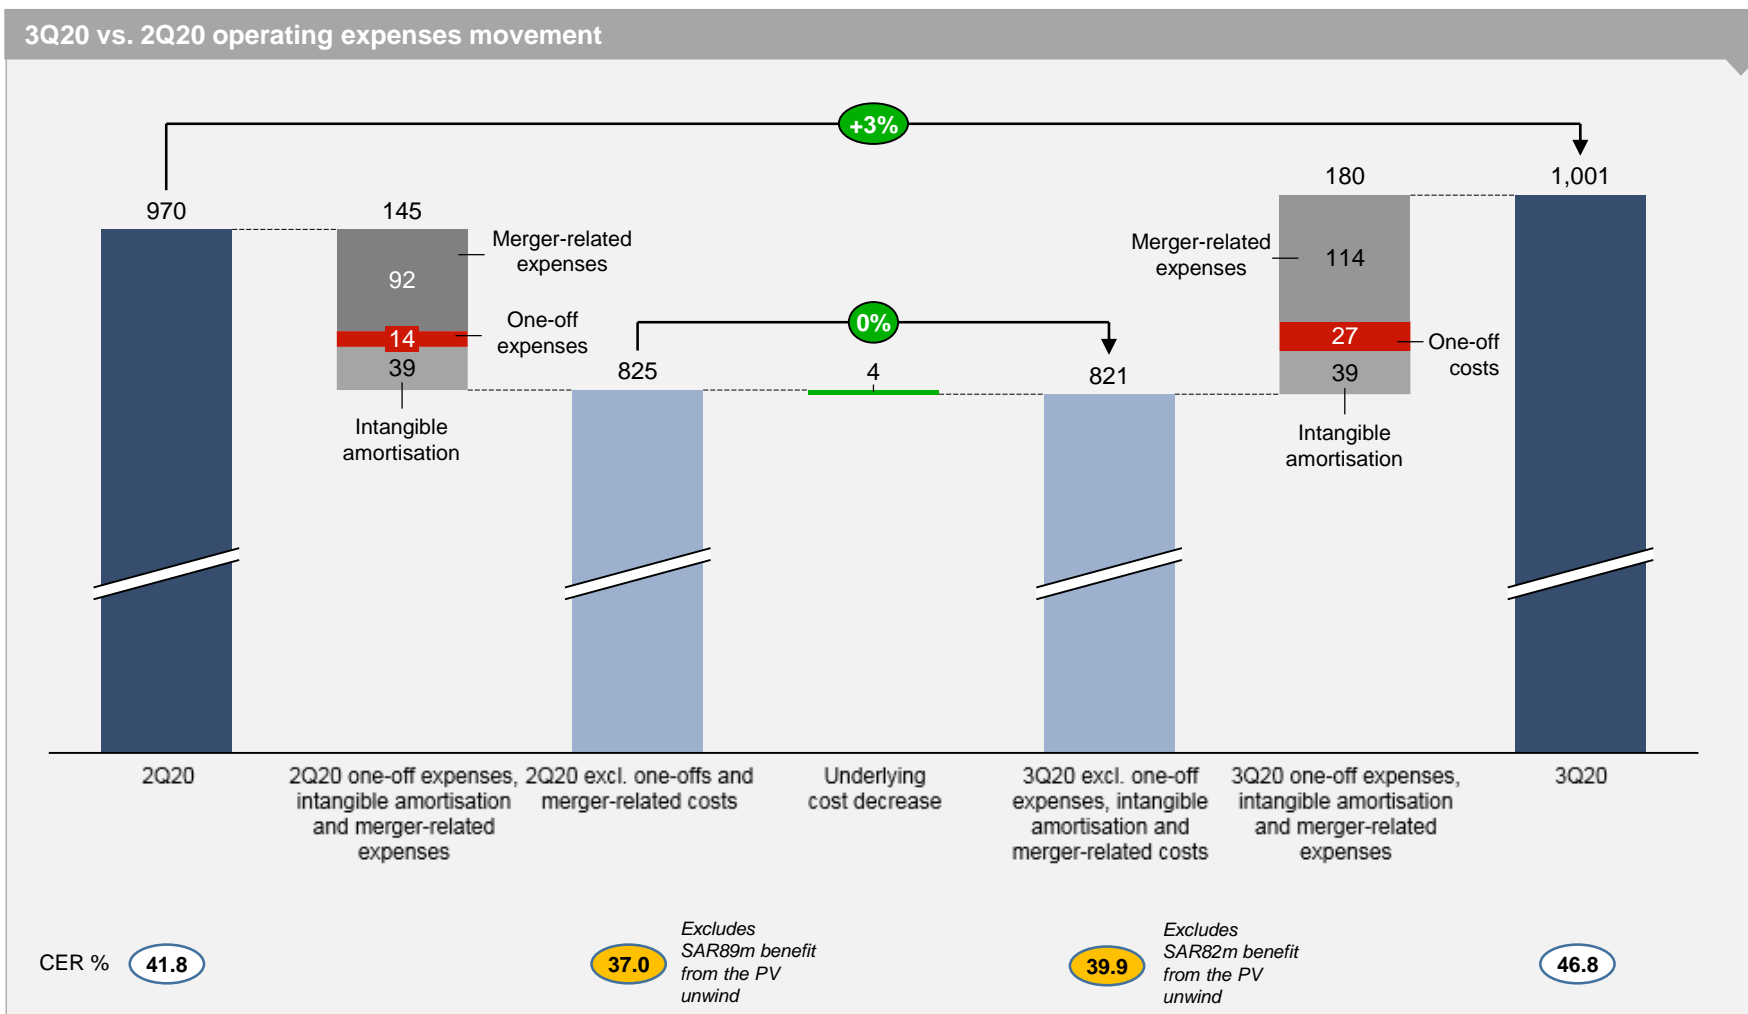 3Q20 vs. 2Q20 operating expenses movement
+3%
970
145
180
1,001
Merger-related
expenses
92
One-off
expenses
14
39
Intangible
amortisation
0%
825
4
821
Merger-related
expenses
114
27
One-off
costs
39
Intangible
amortisation
2Q20
2Q20 one-off expenses,
intangible amortisation
and merger-related
expenses
2Q20 excl. one-offs and
merger-related costs
Underlying
cost decrease
3Q20 excl. one-off
expenses, intangible
amortisation and
merger-related costs
3Q20 one-off expenses,
intangible amortisation
and merger-related
expenses
3Q20
CER %
41.8
37.0
Excludes
SAR89m benefit
from the PV
unwind
39.9
Excludes
SAR82m benefit
from the PV
unwind
46.8